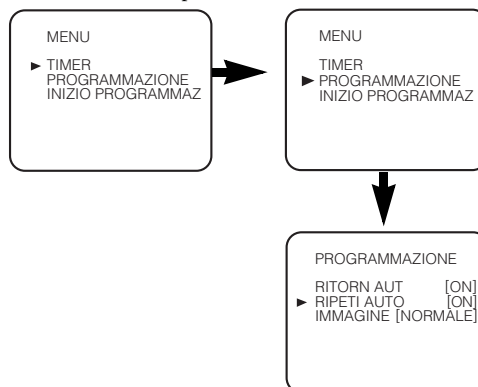 MENU
TIMER
PROGRAMMAZIONE
INIZIO PROGRAMMAZ
MENU
TIMER
PROGRAMMAZIONE
INIZIO PROGRAMMAZ
PROGRAMMAZIONE
RITORN AUT [ON]
RIPETI AUTO [ON]
IMMAGINE [NORMALE]